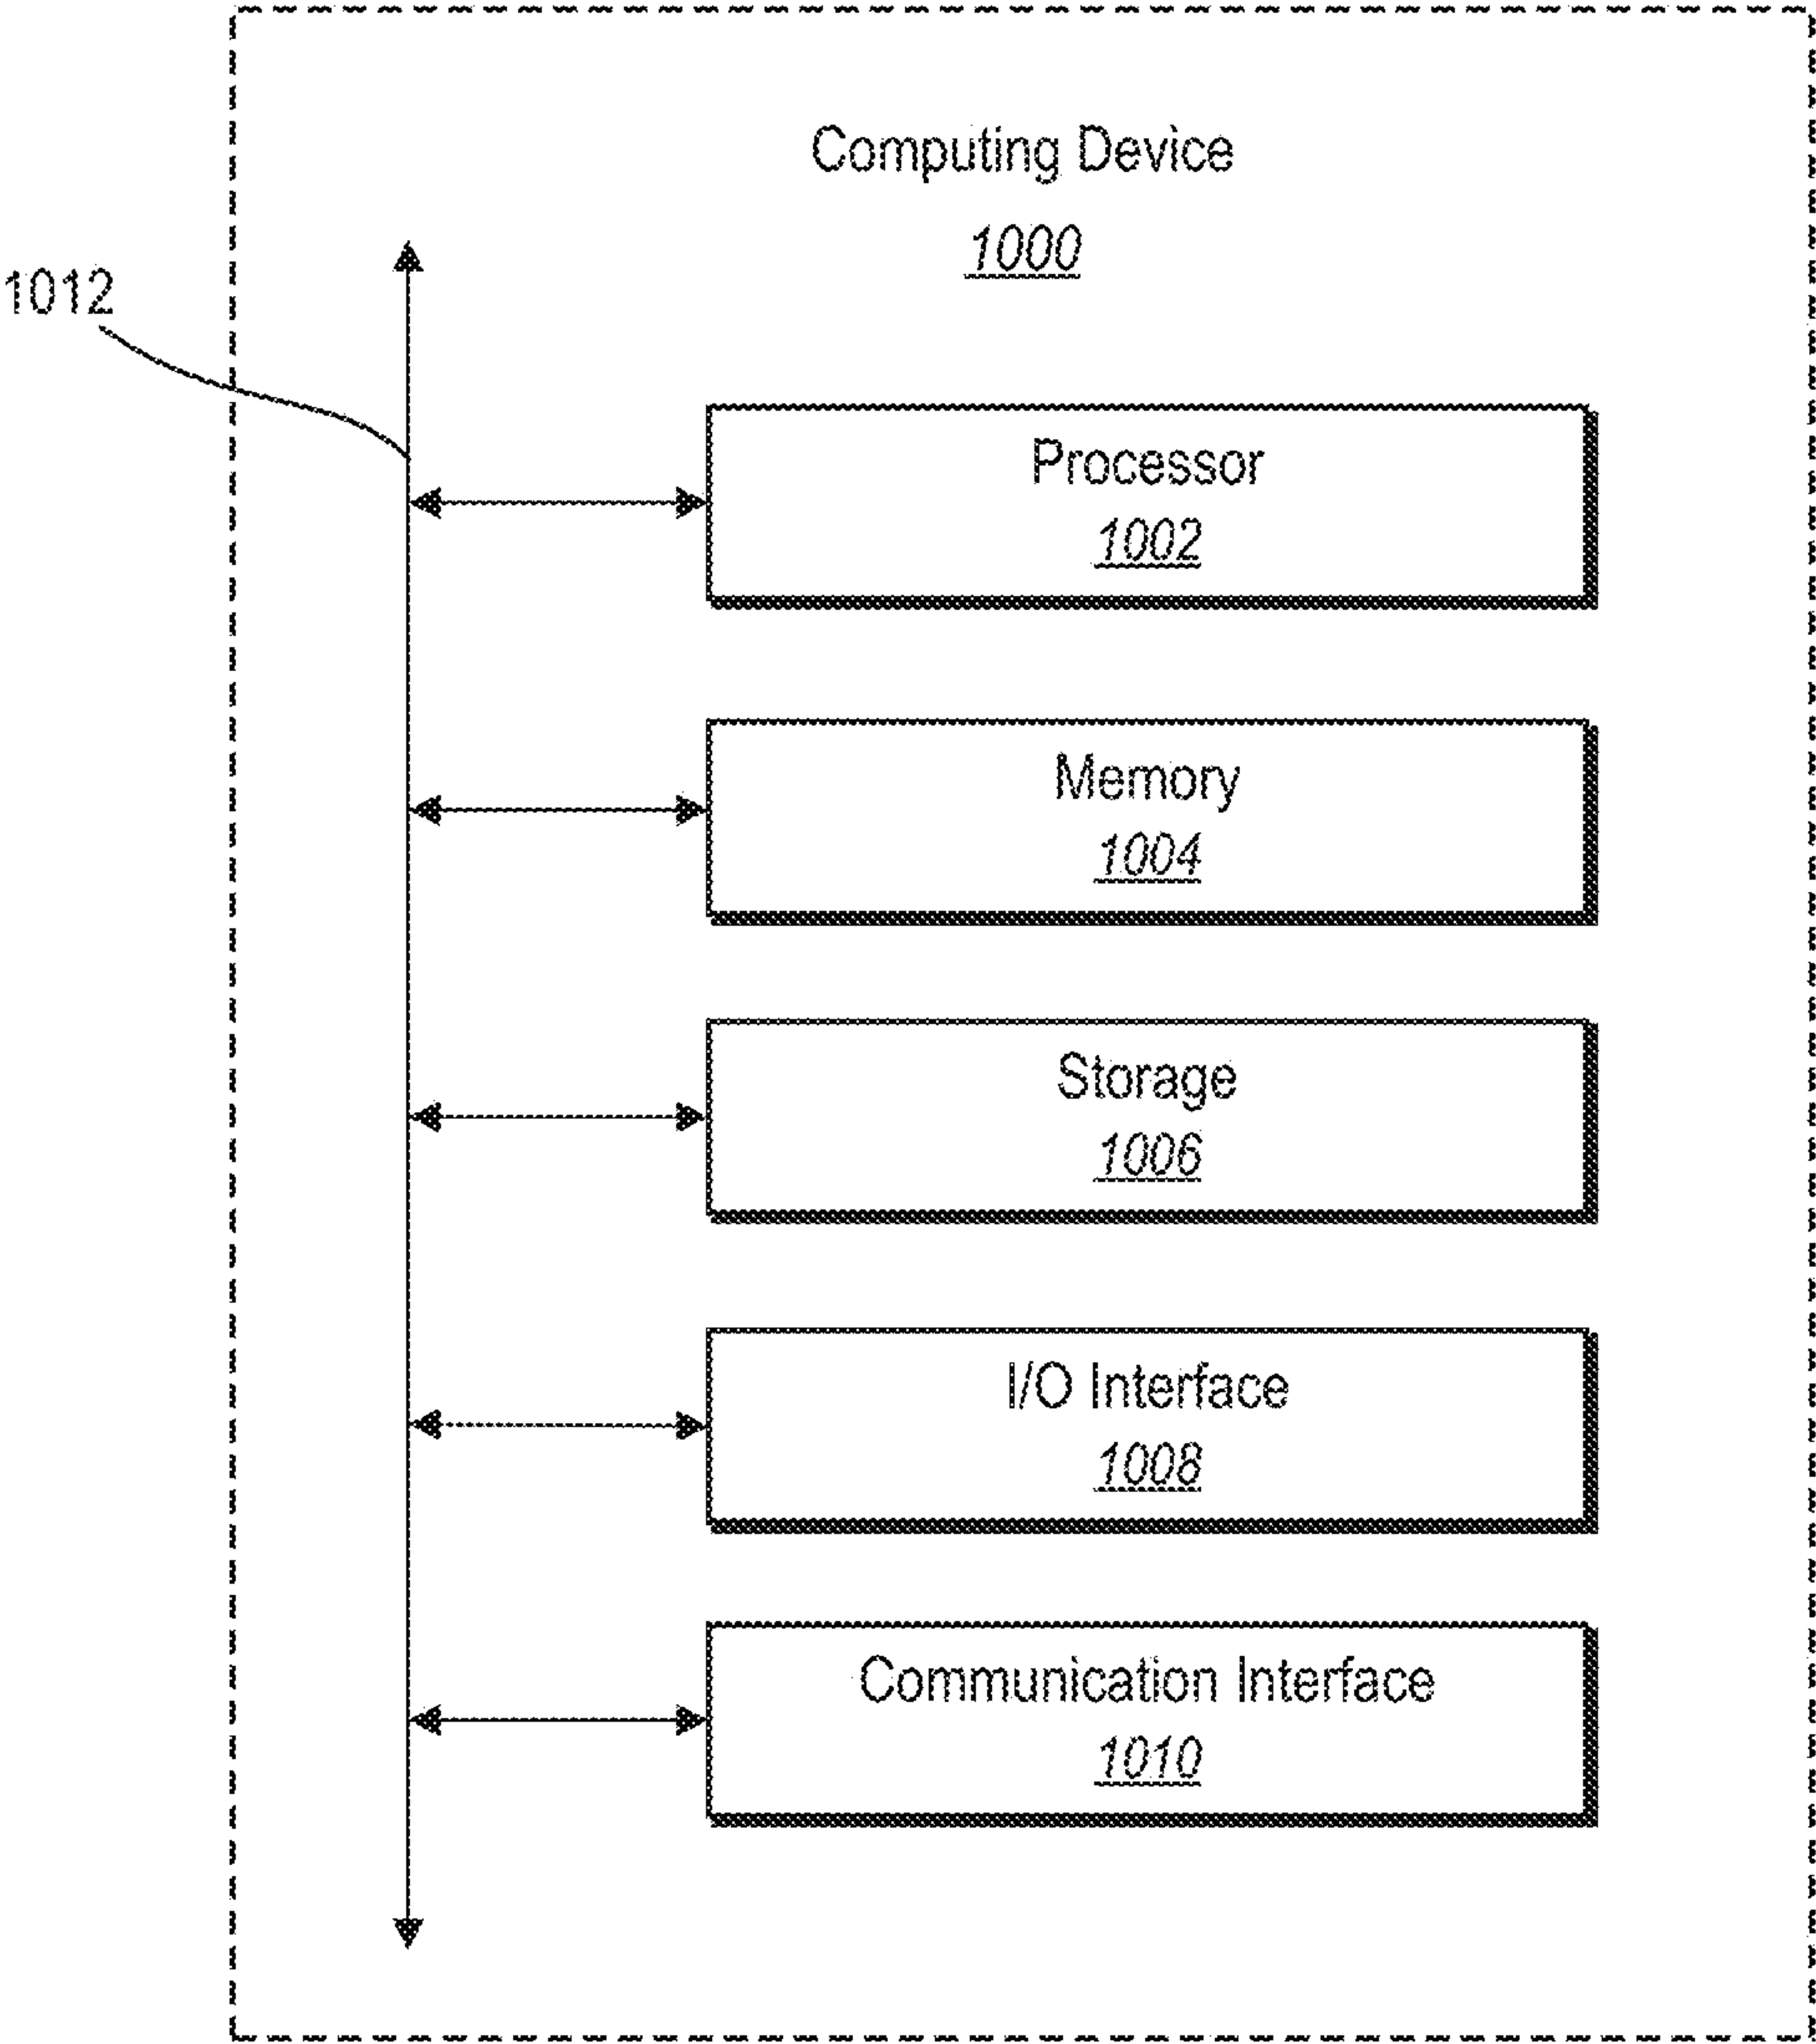 Computing Device
1000
1012
Processor
1002
Memory
1004
Storage
1006
I/O Interface
1008
Communication Interface
1010